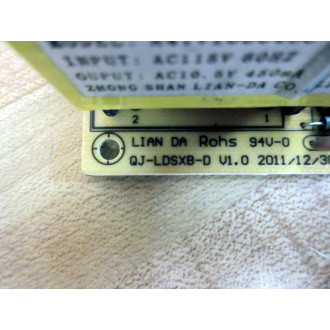 INPUT: AC115V 60HZ
OUPUT: AC10.5V 450mA
ZHONG SHAN LIAN-DA CO.
2 1
LIAN DA Rohs 94V-0
QJ-LDSXB-D V1.0 2011/12/30